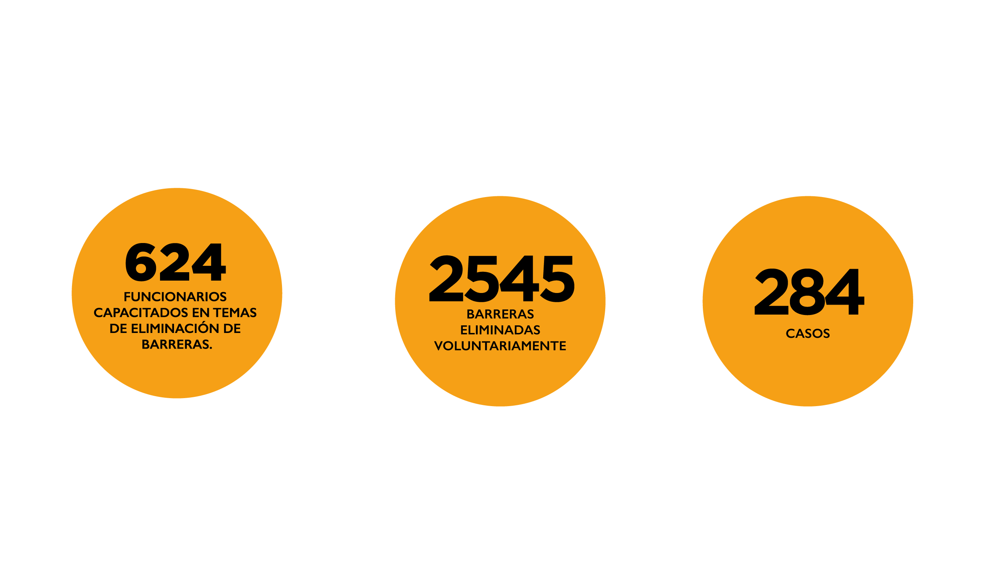 624
FUNCIONARIOS
CAPACITADOS EN TEMAS
DE ELIMINACIÓN DE
BARRERAS.
2545
BARRERAS
ELIMINADAS
VOLUNTARIAMENTE
284
CASOS